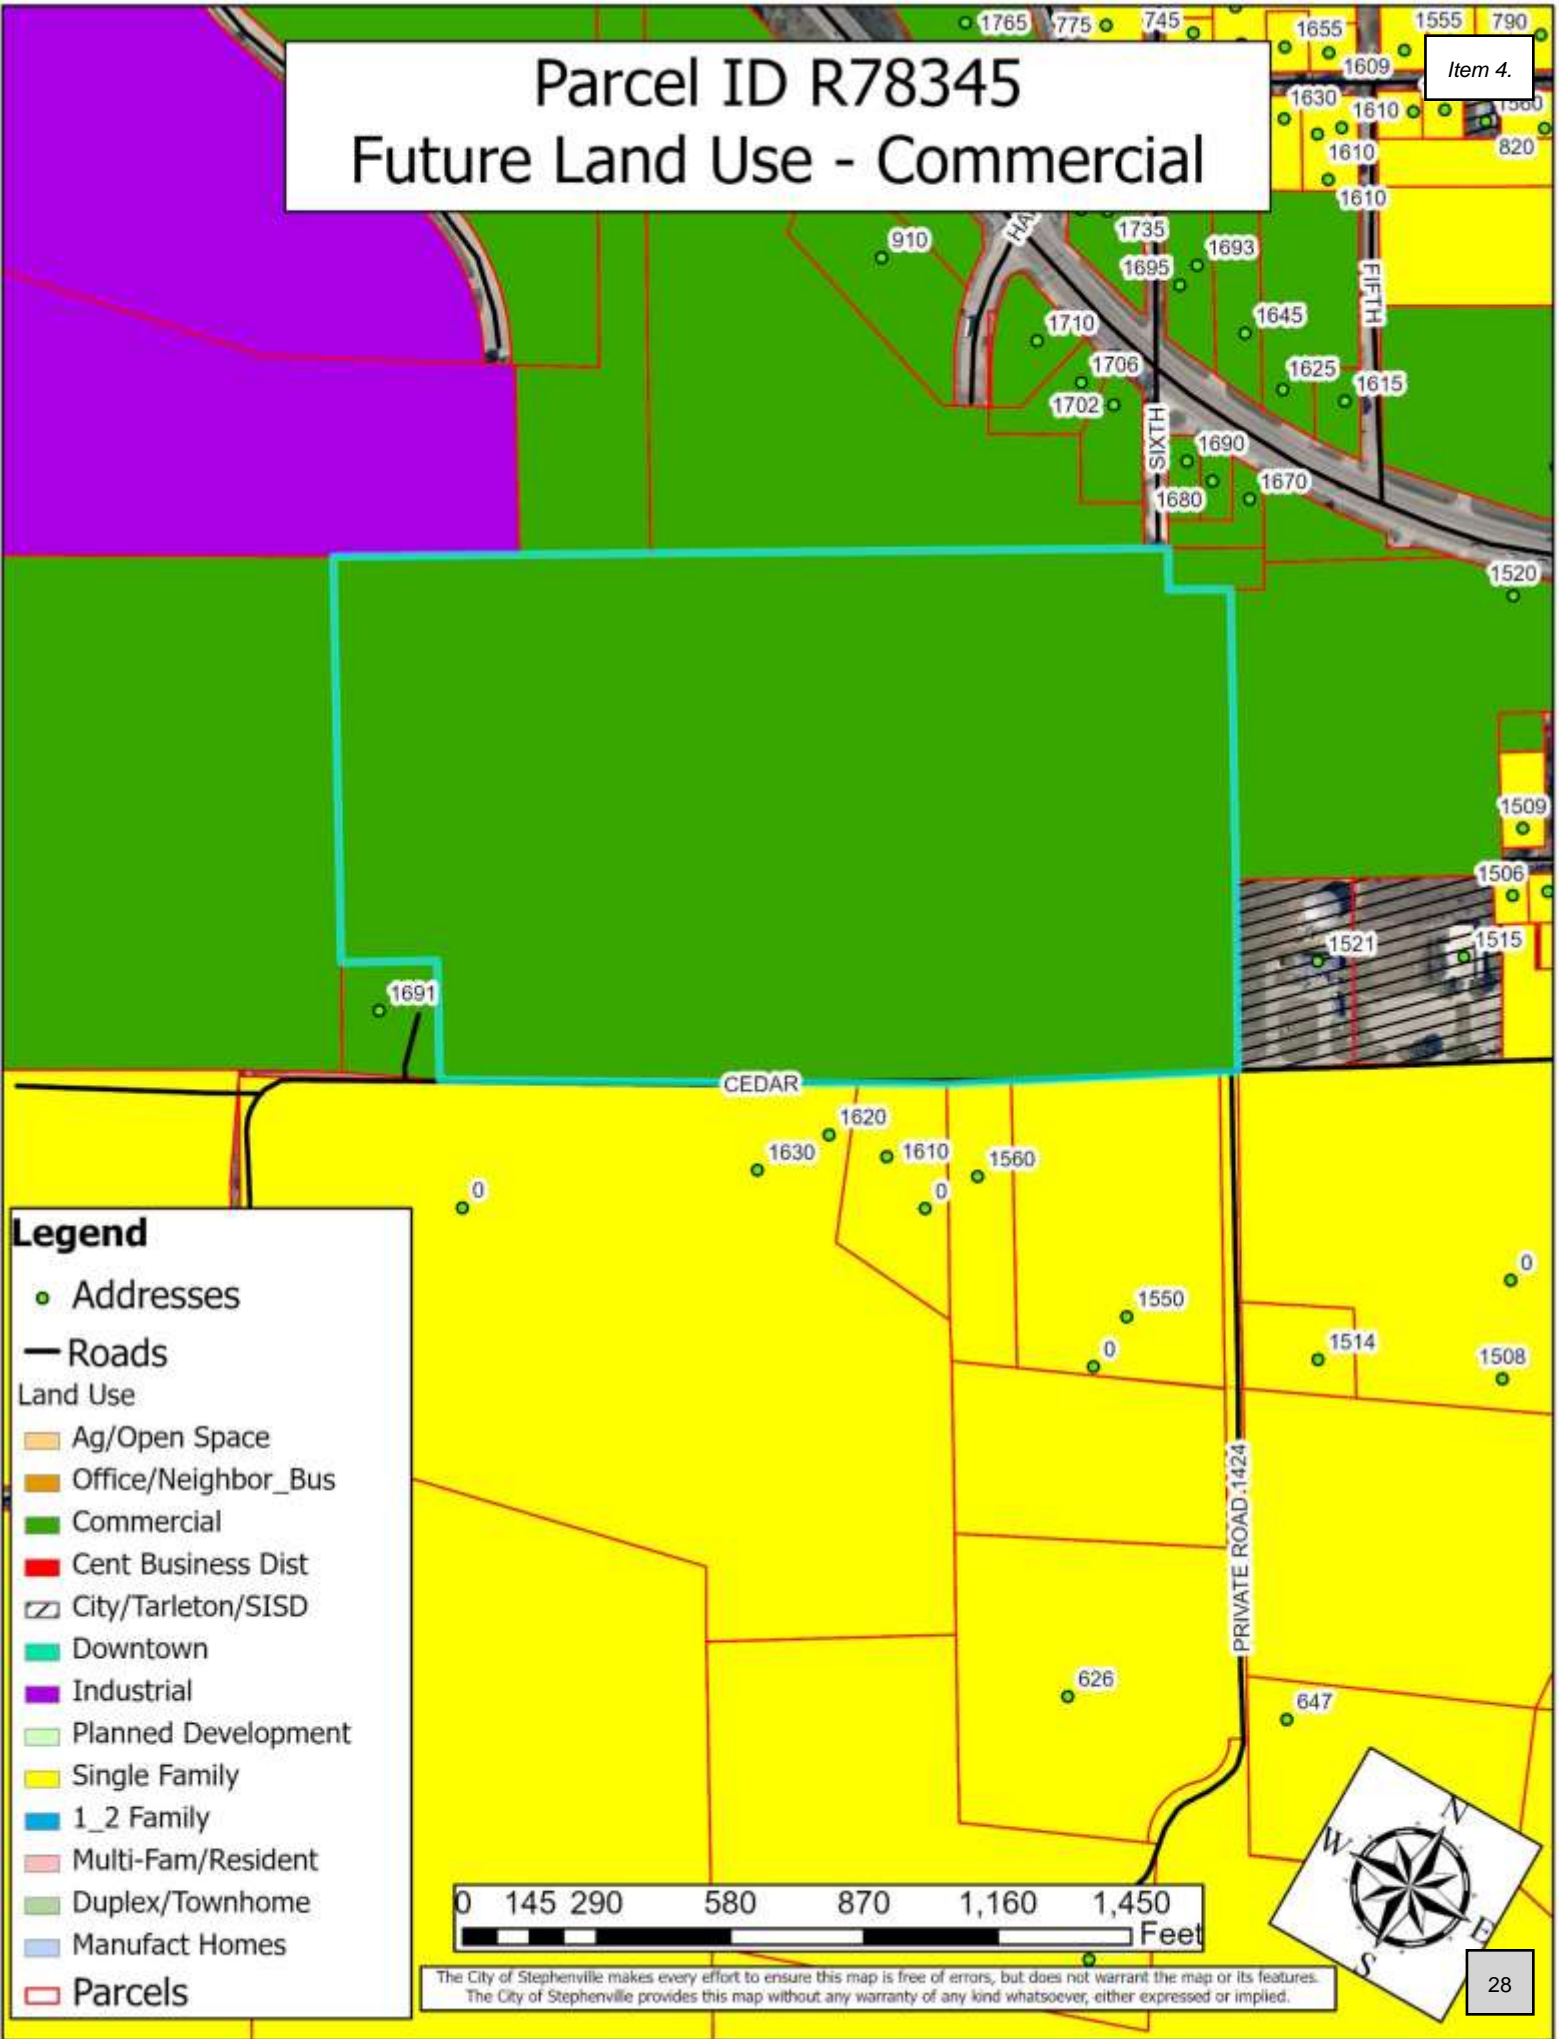 1765
775
745
1655
1555
790
Item 4.
1609
Parcel ID R78345
Future Land Use - Commercial
1630
1610
1560
820
1610
1610
HA
1735
910
1693
1695
FIFTH
1710
1645
1706
1625
1615
1702
SIXTH
1690
1670
1680
1520
1509
1506
1521
1515
1691
CEDAR
1620
1630
1610
1560
0
0
0
1550
0
1514
1508
PRIVATE ROAD 1424
626
647
Legend
Addresses
Roads
Land Use
Ag/Open Space
Office/Neighbor_Bus
Commercial
Cent Business Dist
City/Tarleton/SISD
Downtown
Industrial
Planned Development
Single Family
1_2 Family
Multi-Fam/Resident
Duplex/Townhome
Manufact Homes
Parcels
0 145 290 580 870 1,160 1,450
Feet
N
W
E
S
The City of Stephenville makes every effort to ensure this map is free of errors, but does not warrant the map or its features.
The City of Stephenville provides this map without any warranty of any kind whatsoever, either expressed or implied.
28